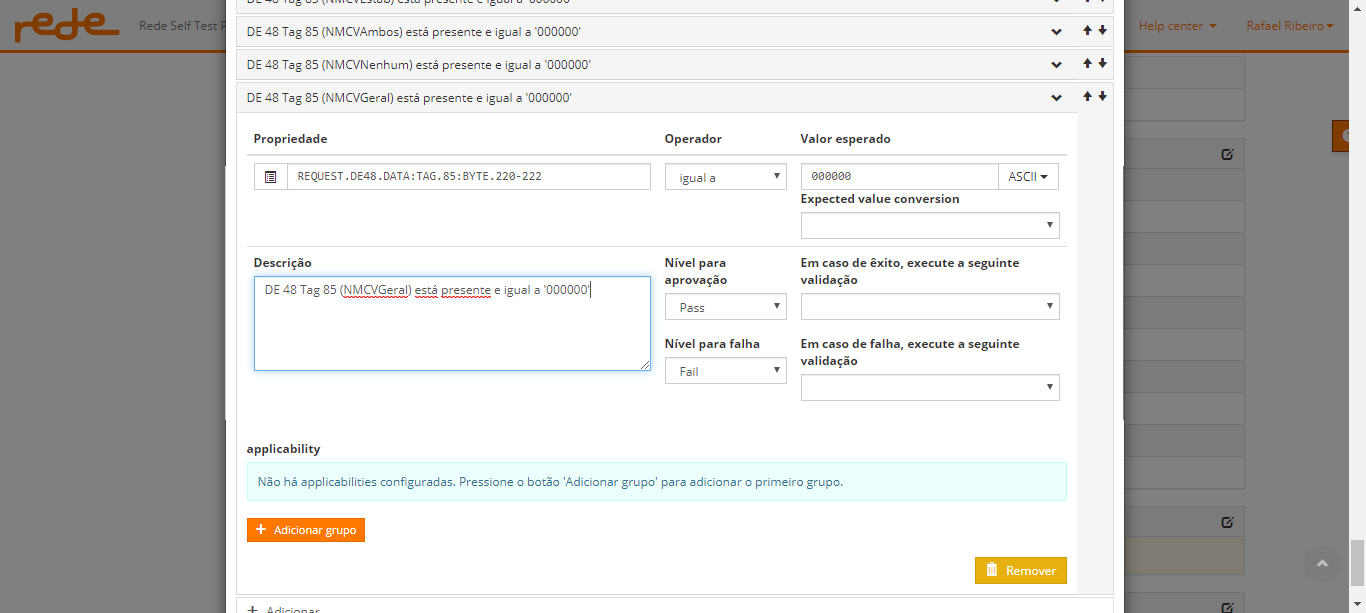 rede
Rede Self Test
Help center
Rafael Ribeiro
DE 48 Tag 85 (NMCVEstab) está presente e igual a '000000'
DE 48 Tag 85 (NMCVAmbos) está presente e igual a '000000'
DE 48 Tag 85 (NMCVNenhum) está presente e igual a '000000'
DE 48 Tag 85 (NMCVGeral) está presente e igual a '000000'
Propriedade
Operador
Valor esperado
REQUEST.DE48.DATA:TAG.85:BYTE.220-222
igual a
000000
ASCII
Expected value conversion
Descrição
DE 48 Tag 85 (NMCVGeral) está presente e igual a '000000'
Nível para
aprovação
Pass
Em caso de êxito, execute a seguinte
validação
Nível para falha
Fail
Em caso de falha, execute a seguinte
validação
applicability
Não há applicabilities configuradas. Pressione o botão 'Adicionar grupo' para adicionar o primeiro grupo.
+ Adicionar grupo
Remover
+ Adicionar